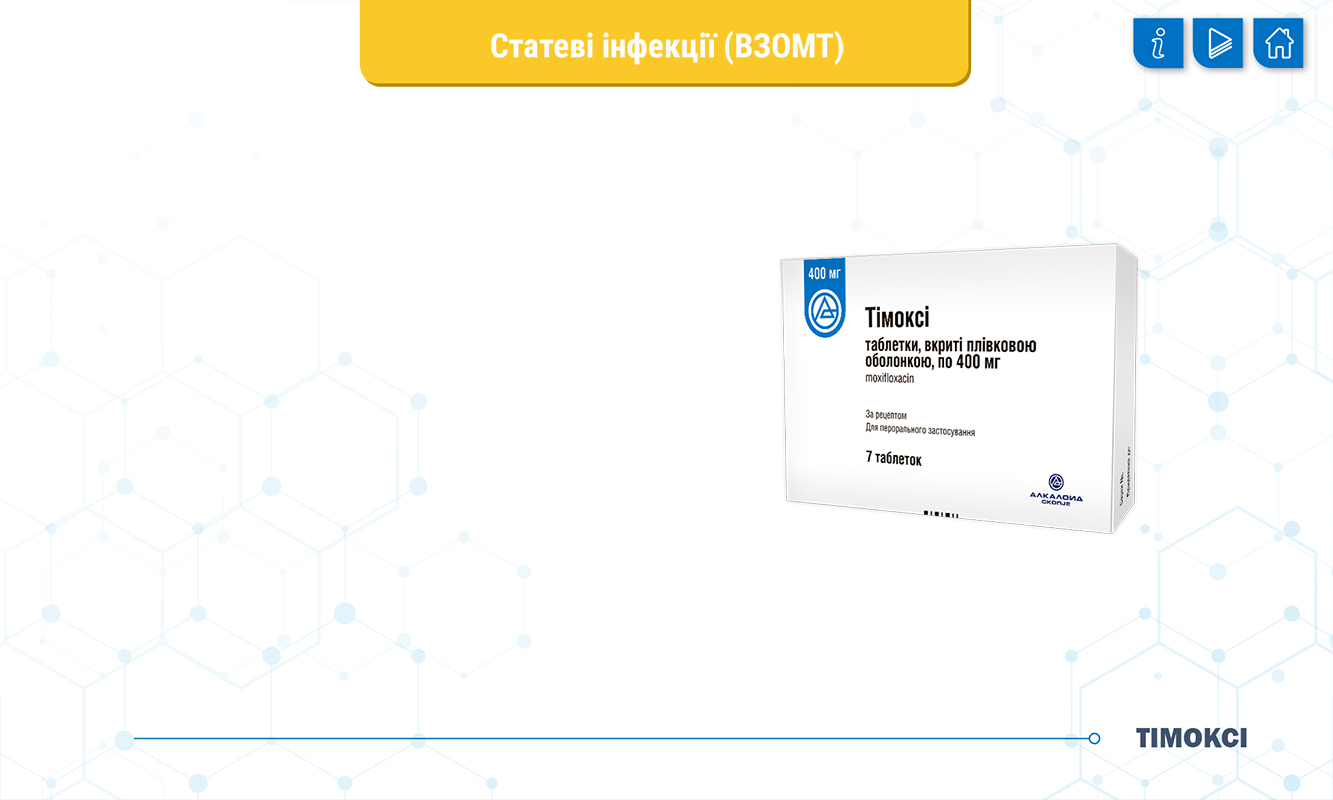 Статеві інфекції (ВЗОМТ)
400 мг
Тімоксі
таблетки, вкриті плівковою
оболонкою, по 400 мг
moxifloxacin
За рецептом
Для перорального застосування
7 таблеток
АЛКАЛОИД
СКОПЈЕ
ТІМОКСІ